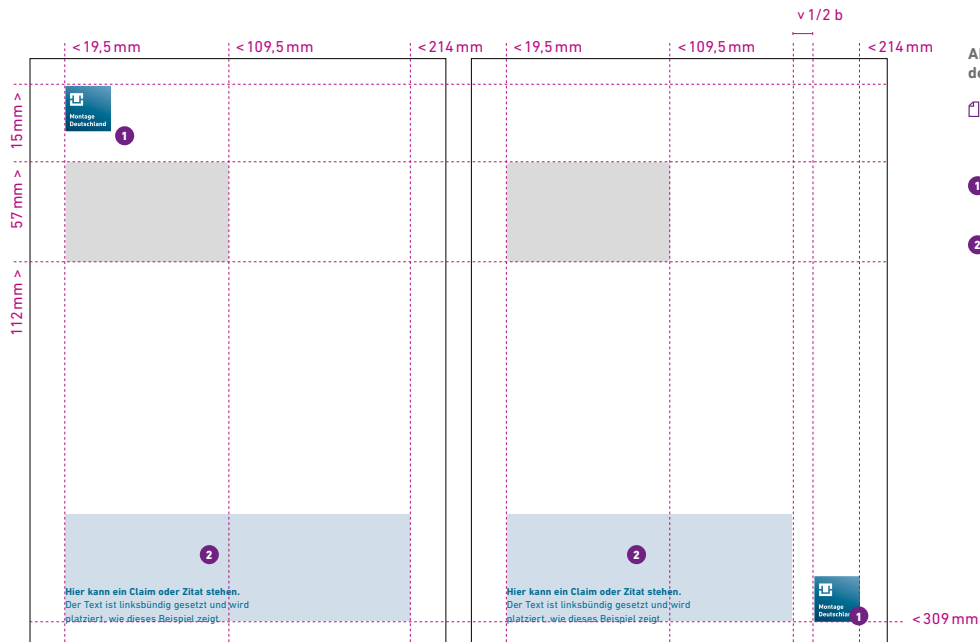 v 1/2 b
<19,5 mm
<109,5 mm
<214 mm
<19,5 mm
<109,5 mm
<214 mm
15 mm >
57 mm >
112 mm >
Montage
Deutschland
1
2
Hier kann ein Claim oder Zitat stehen.
Der Text ist linksbündig gesetzt und wird
platziert, wie dieses Beispiel zeigt.
2
Hier kann ein Claim oder Zitat stehen.
Der Text ist linksbündig gesetzt und wird
platziert, wie dieses Beispiel zeigt.
Montage
1
<309 mm
1
2